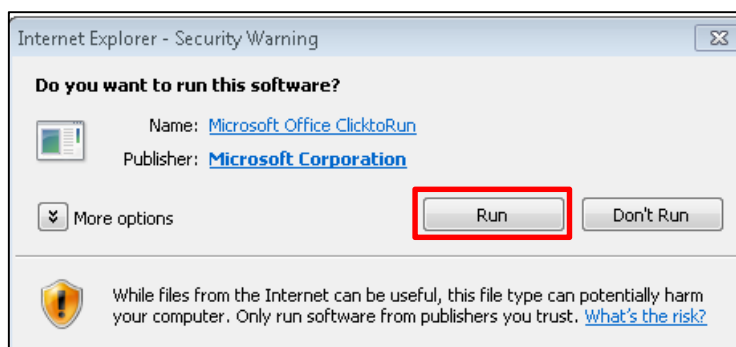 Internet Explorer - Security Warning
Do you want to run this software?
Name: Microsoft Office ClicktoRun
Publisher: Microsoft Corporation
More options
Run
Don't Run
While files from the Internet can be useful, this file type can potentially harm
your computer. Only run software from publishers you trust. What's the risk?